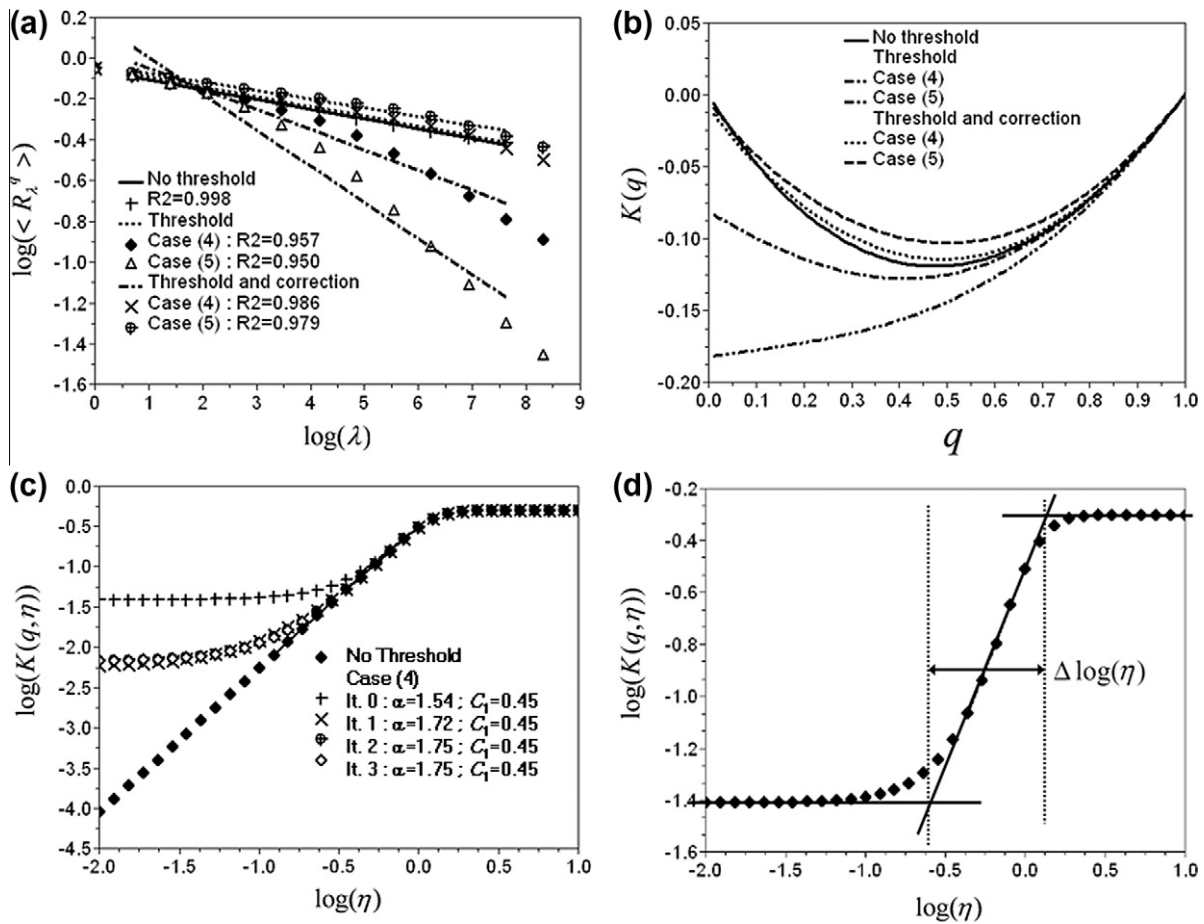 (a)
0.2
0.0
-0.2
-0.4
-0.6
-0.8
-1.0
-1.2
-1.4
-1.6
log(< R_λ^q >)
No threshold
R2=0.998
Threshold
Case (4) : R2=0.957
Case (5) : R2=0.950
Threshold and correction
Case (4) : R2=0.986
Case (5) : R2=0.979
0 1 2 3 4 5 6 7 8 9
log(λ)
(b)
0.05
0.00
-0.05
-0.10
-0.15
-0.20
K(q)
No threshold
Threshold
Case (4)
Case (5)
Threshold and correction
Case (4)
Case (5)
0.0 0.1 0.2 0.3 0.4 0.5 0.6 0.7 0.8 0.9 1.0
q
(c)
0.0
-0.5
-1.0
-1.5
-2.0
-2.5
-3.0
-3.5
-4.0
-4.5
log(K(q,η))
No Threshold
Case (4)
It. 0 : α=1.54 ; C₁=0.45
It. 1 : α=1.72 ; C₁=0.45
It. 2 : α=1.75 ; C₁=0.45
It. 3 : α=1.75 ; C₁=0.45
-2.0 -1.5 -1.0 -0.5 0.0 0.5 1.0
log(η)
(d)
-0.2
-0.4
-0.6
-0.8
-1.0
-1.2
-1.4
-1.6
log(K(q,η))
Δ log(η)
-2.0 -1.5 -1.0 -0.5 0.0 0.5 1.0
log(η)